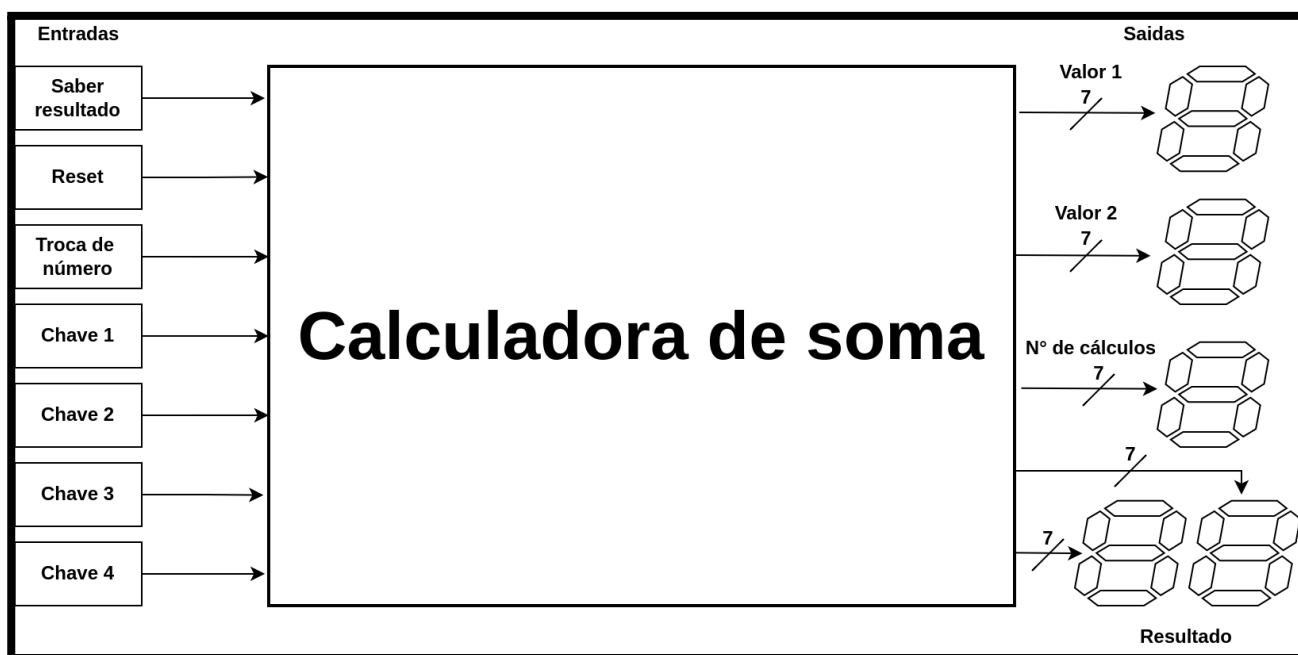 Entradas
Saidas
Saber
resultado
Reset
Troca de
número
Chave 1
Chave 2
Chave 3
Chave 4
Calculadora de soma
Valor 1
7
Valor 2
7
N° de cálculos
7
7
7
Resultado